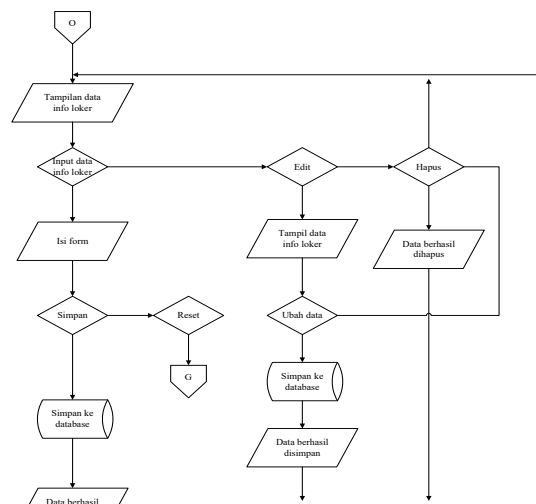 O
Tampilan data
info loker
Input data
info loker
Edit
Hapus
Isi form
Tampil data
info loker
Data berhasil
dihapus
Simpan
Reset
Ubah data
G
Simpan ke
database
Simpan ke
database
Data berhasil
disimpan
Data berhasil